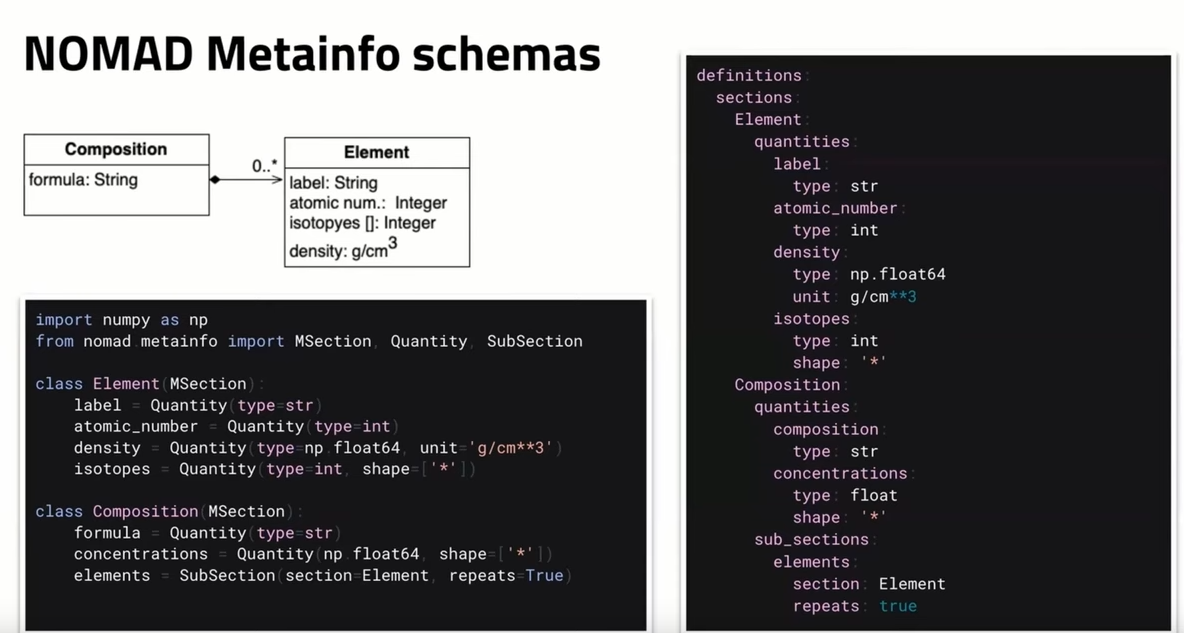 NOMAD Metainfo schemas
Composition
formula: String
0..*
Element
label: String
atomic num.: Integer
isotopyes []: Integer
density: g/cm3
import numpy as np
from nomad.metainfo import MSection, Quantity, SubSection
class Element(MSection):
label = Quantity(type=str)
atomic_number = Quantity(type=int)
density = Quantity(type=np.float64, unit='g/cm**3')
isotopes = Quantity(type=int, shape=['*'])
class Composition(MSection):
formula = Quantity(type=str)
concentrations = Quantity(np.float64, shape=['*'])
elements = SubSection(section=Element, repeats=True)
definitions:
sections:
Element:
quantities:
label:
type: str
atomic_number:
type: int
density:
type: np.float64
unit: g/cm**3
isotopes:
type: int
shape: '*'
Composition:
quantities:
composition:
type: str
concentrations:
type: float
shape: '*'
sub_sections:
elements:
section: Element
repeats: true